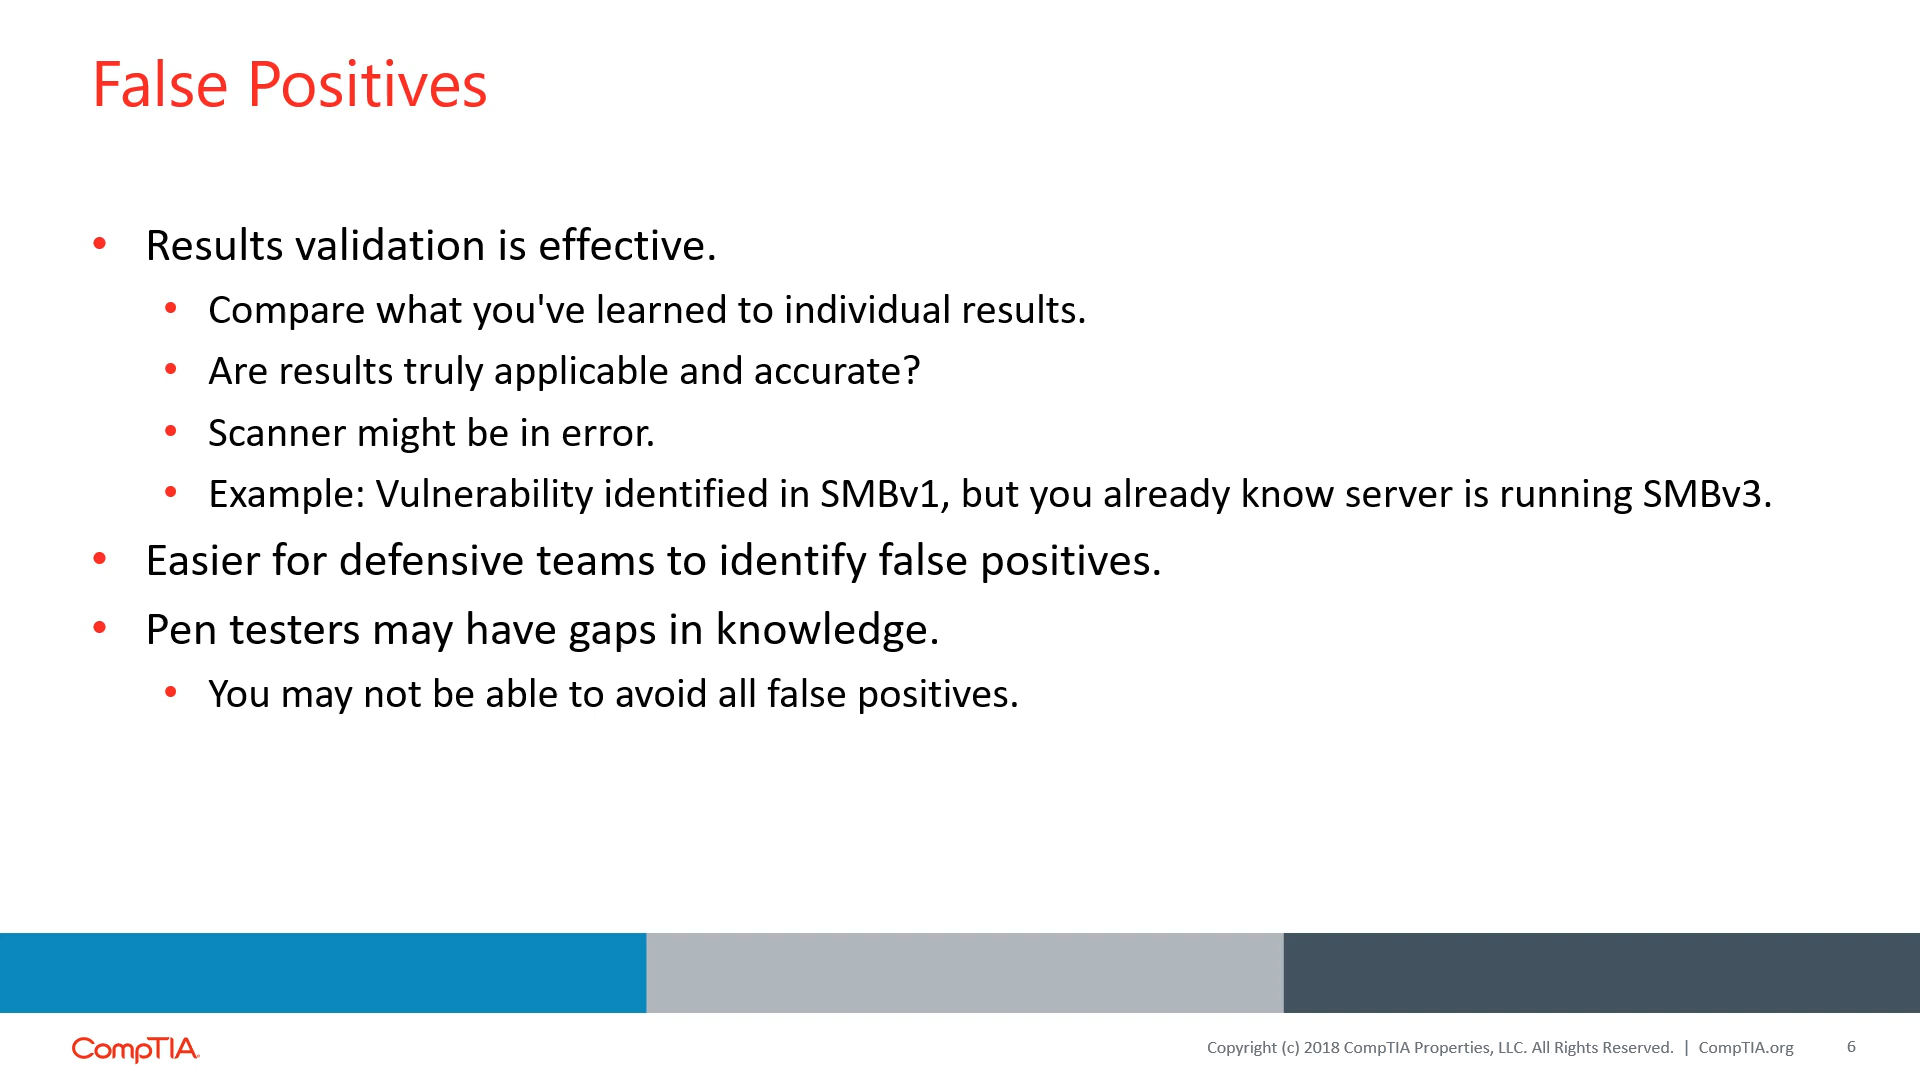 False Positives
• Results validation is effective.
• Compare what you've learned to individual results.
• Are results truly applicable and accurate?
• Scanner might be in error.
• Example: Vulnerability identified in SMBv1, but you already know server is running SMBv3.
• Easier for defensive teams to identify false positives.
• Pen testers may have gaps in knowledge.
• You may not be able to avoid all false positives.
CompTIA.
Copyright (c) 2018 CompTIA Properties, LLC. All Rights Reserved. | CompTIA.org 6